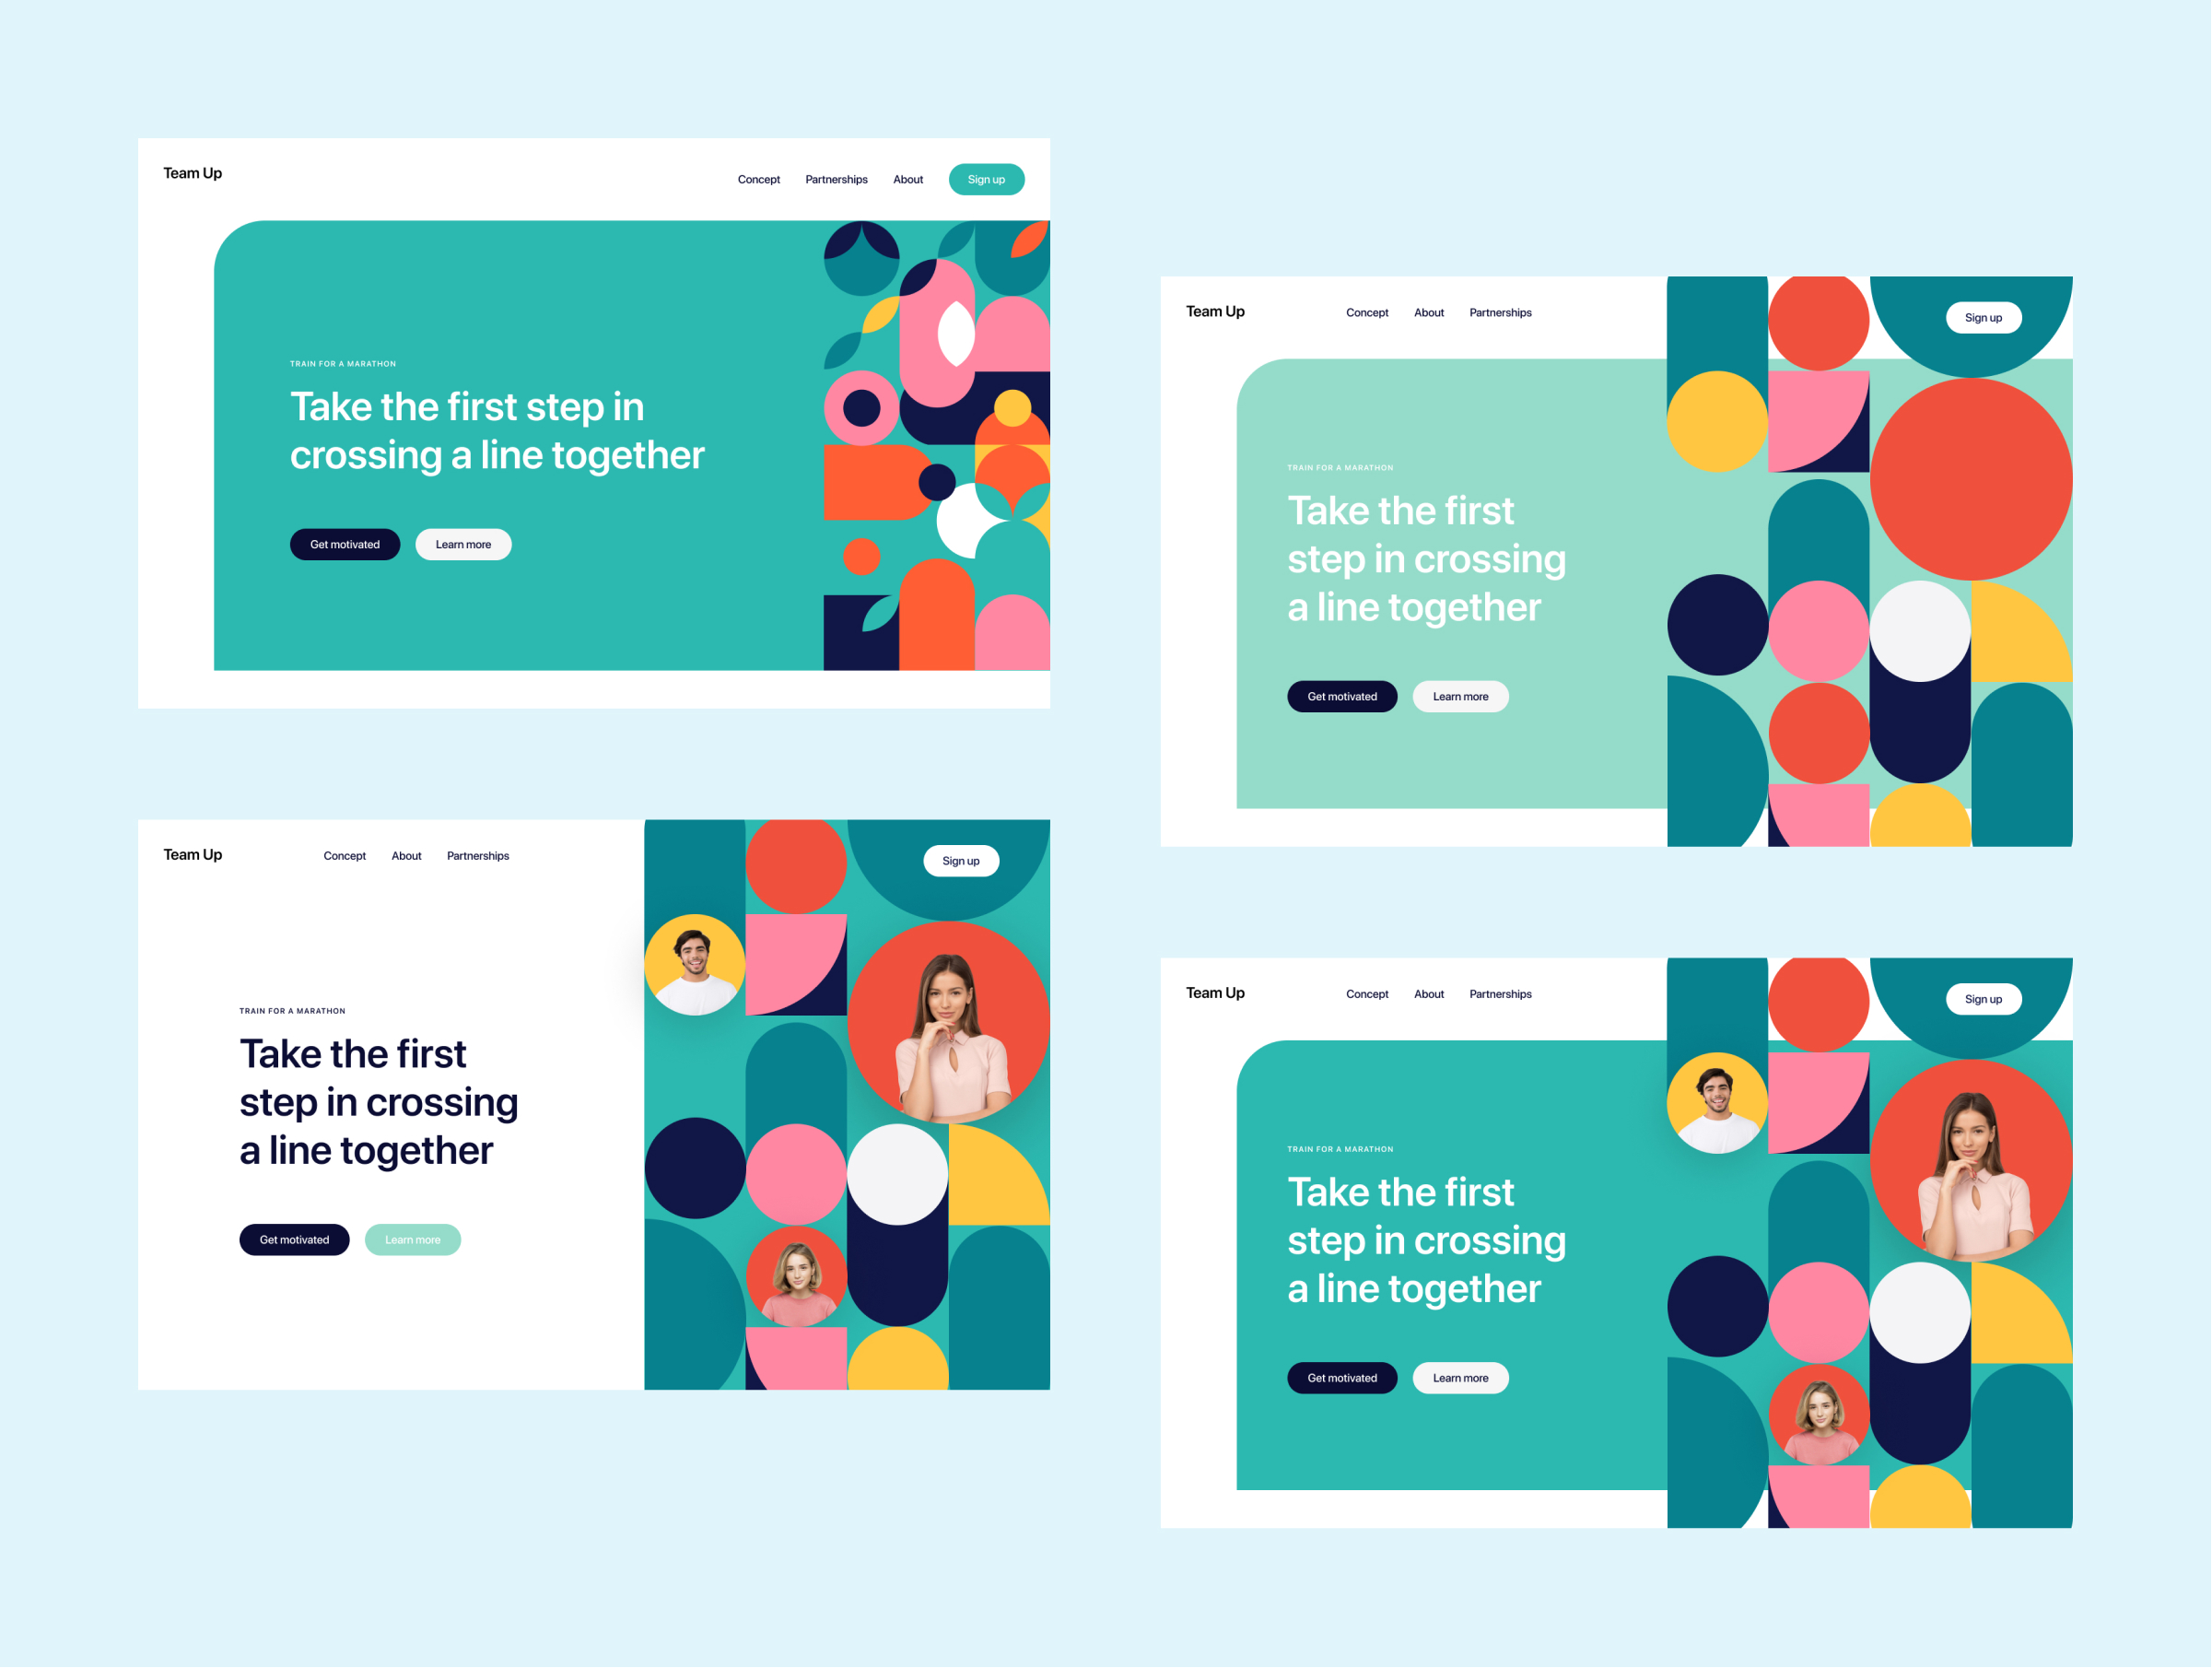 Team Up
Concept Partnerships About Sign up
TRAIN FOR A MARATHON
Take the first step in
crossing a line together
Get motivated Learn more
Team Up
Concept About Partnerships Sign up
TRAIN FOR A MARATHON
Take the first
step in crossing
a line together
Get motivated Learn more
Team Up
Concept About Partnerships Sign up
TRAIN FOR A MARATHON
Take the first
step in crossing
a line together
Get motivated Learn more
Team Up
Concept About Partnerships Sign up
TRAIN FOR A MARATHON
Take the first
step in crossing
a line together
Get motivated Learn more